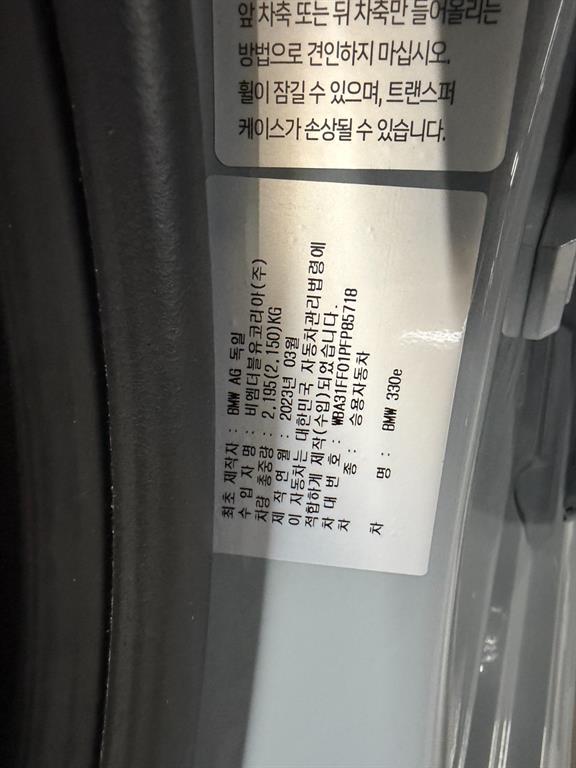 앞 차축 또는 뒤 차축만 들어올리는
방법으로 견인하지 마십시오.
휠이 잠길 수 있으며, 트랜스퍼
케이스가 손상될 수 있습니다.
최초 제작자 : BMW AG 독일
수 입 자 명 : 비엠더블유코리아(주)
차량 총중량 : 2,195(2,150)KG
제 작 연 월 : 2023년 03월
이 자동차는 대한민국 자동차관리법령에
적합하게 제작(수입)되었습니다.
차 대 번 호 : WBA31FF01PFP85718
차 종 : 승용자동차
차 명 : BMW 330e